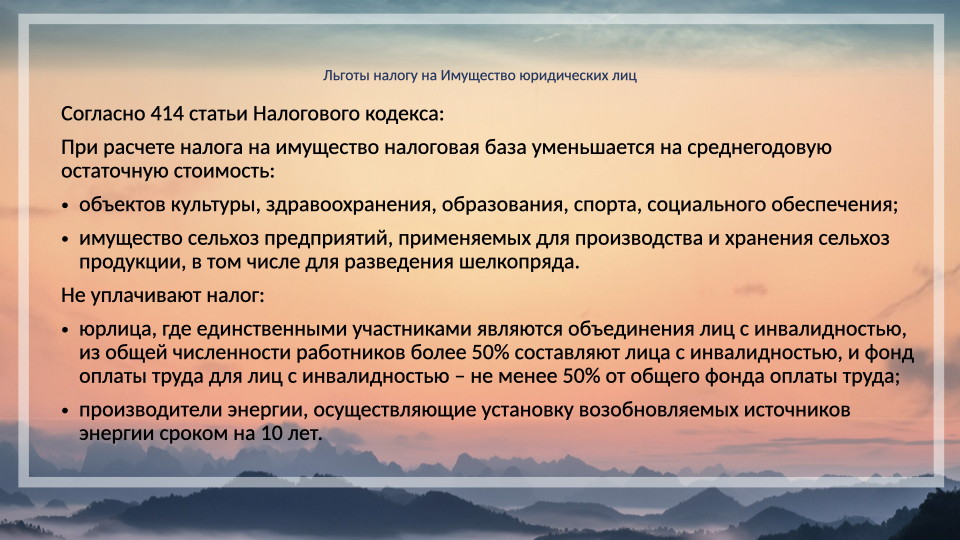 Льготы налогу на Имущество юридических лиц
Согласно 414 статьи Налогового кодекса:
При расчете налога на имущество налоговая база уменьшается на среднегодовую
остаточную стоимость:
• объектов культуры, здравоохранения, образования, спорта, социального обеспечения;
• имущество сельхоз предприятий, применяемых для производства и хранения сельхоз
продукции, в том числе для разведения шелкопряда.
Не уплачивают налог:
• юрлица, где единственными участниками являются объединения лиц с инвалидностью,
из общей численности работников более 50% составляют лица с инвалидностью, и фонд
оплаты труда для лиц с инвалидностью – не менее 50% от общего фонда оплаты труда;
• производители энергии, осуществляющие установку возобновляемых источников
энергии сроком на 10 лет.